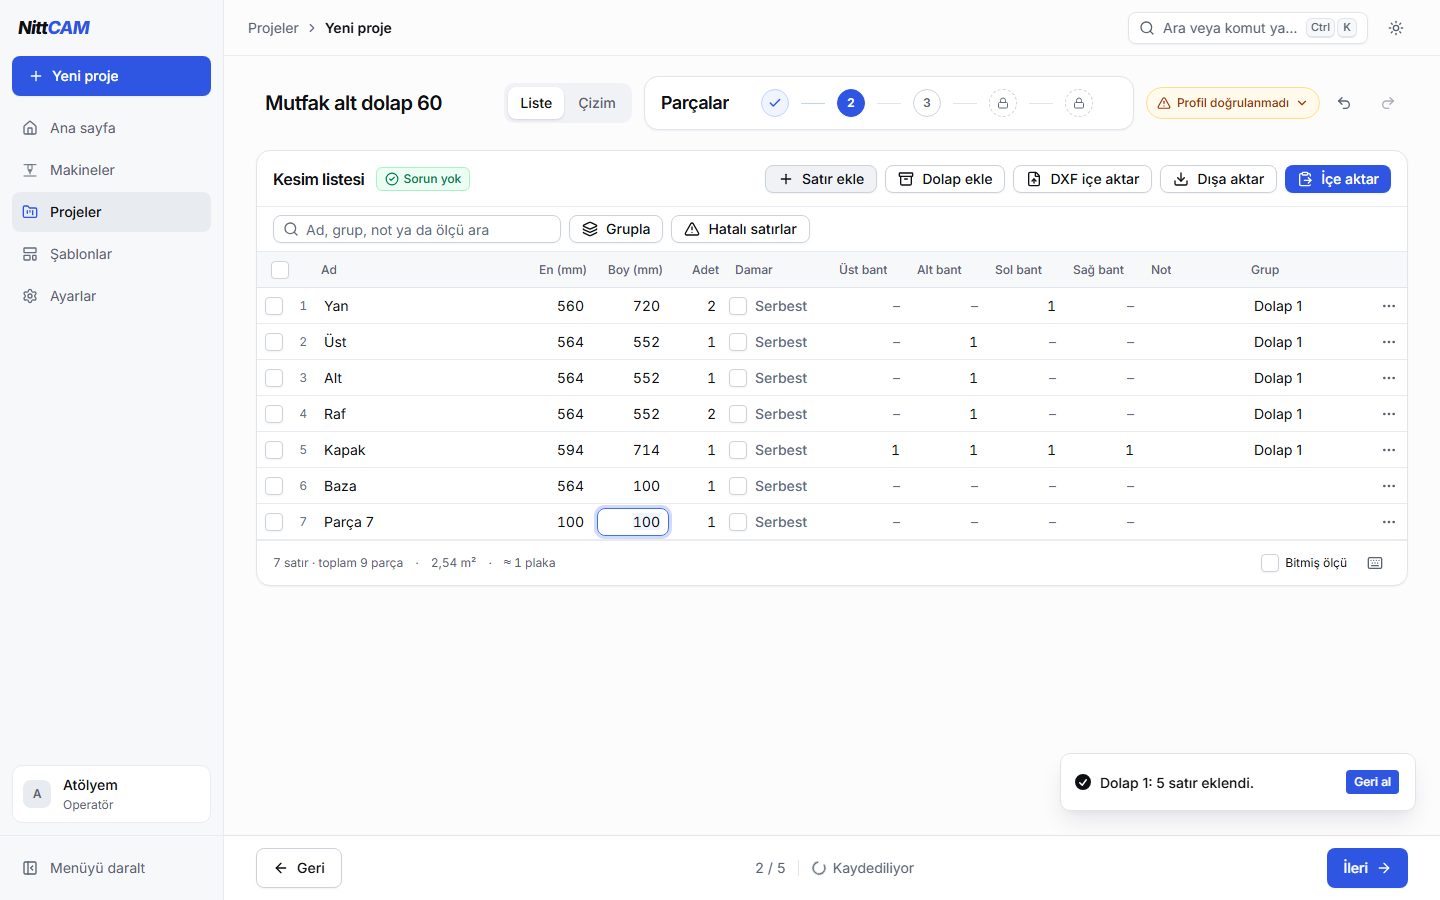 NittCAM
Projeler > Yeni proje
Ara veya komut ya... Ctrl K
Yeni proje
Ana sayfa
Makineler
Projeler
Şablonlar
Ayarlar
Mutfak alt dolap 60
Liste Çizim
Parçalar 2 3
Profil doğrulanmadı
Kesim listesi Sorun yok
Satır ekle Dolap ekle DXF içe aktar Dışa aktar İçe aktar
Ad, grup, not ya da ölçü ara Grupla Hatalı satırlar
Ad En (mm) Boy (mm) Adet Damar Üst bant Alt bant Sol bant Sağ bant Not Grup
1 Yan 560 720 2 Serbest – – 1 – Dolap 1
2 Üst 564 552 1 Serbest – 1 – – Dolap 1
3 Alt 564 552 1 Serbest – 1 – – Dolap 1
4 Raf 564 552 2 Serbest – 1 – – Dolap 1
5 Kapak 594 714 1 Serbest 1 1 1 1 Dolap 1
6 Baza 564 100 1 Serbest – – – –
7 Parça 7 100 100 1 Serbest – – – –
7 satır · toplam 9 parça · 2,54 m² · ≈ 1 plaka
Bitmiş ölçü
Dolap 1: 5 satır eklendi. Geri al
A Atölyem
Operatör
Menüyü daralt
Geri
2 / 5 Kaydediliyor
İleri